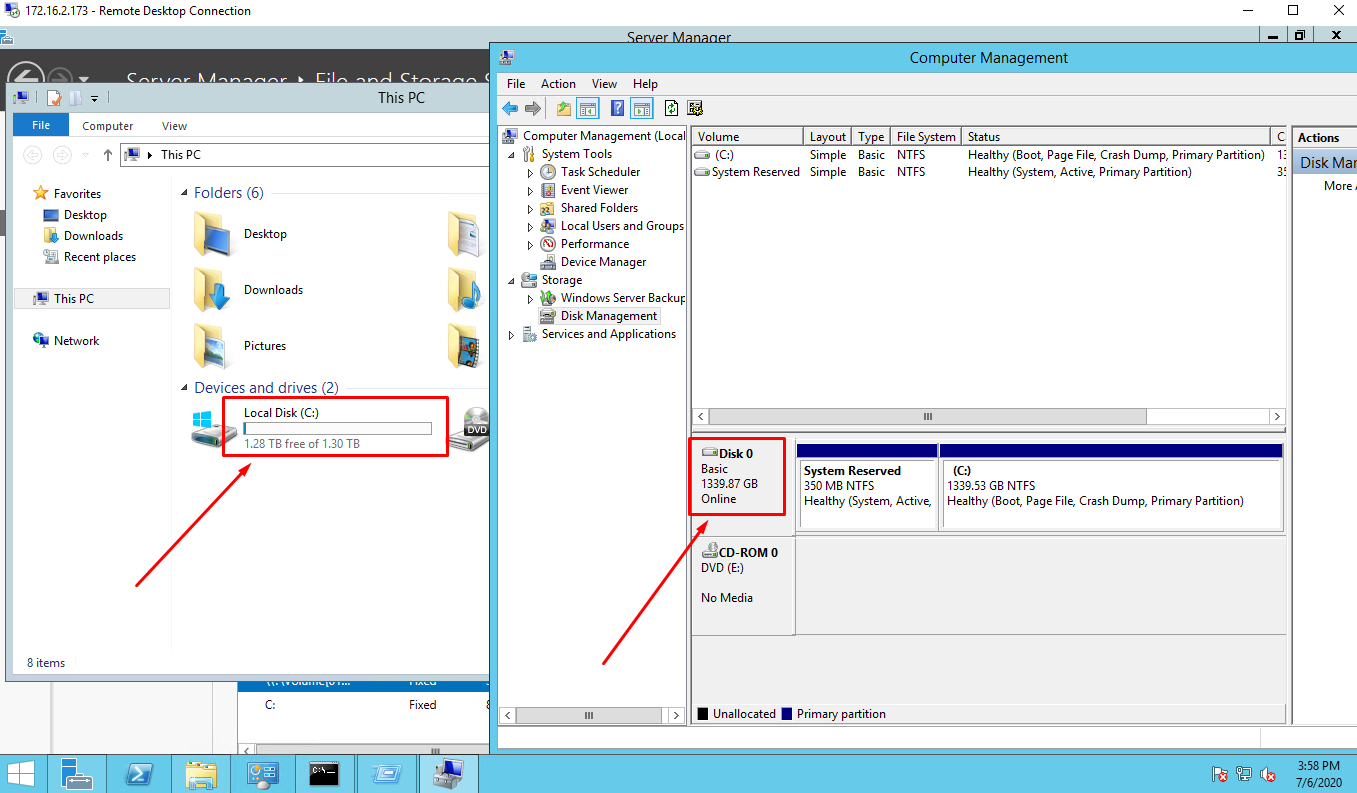 172.16.2.173 - Remote Desktop Connection
Server Manager
Server Manager ▸ File and Storage S
This PC
File Computer View
This PC
Favorites
Desktop
Downloads
Recent places
This PC
Network
Folders (6)
Desktop
Downloads
Pictures
Devices and drives (2)
Local Disk (C:)
1.28 TB free of 1.30 TB
DVD
8 items
Fixed
C: Fixed
Computer Management
File Action View Help
Computer Management (Local
System Tools
Task Scheduler
Event Viewer
Shared Folders
Local Users and Groups
Performance
Device Manager
Storage
Windows Server Backup
Disk Management
Services and Applications
Volume Layout Type File System Status C
(C:) Simple Basic NTFS Healthy (Boot, Page File, Crash Dump, Primary Partition) 13
System Reserved Simple Basic NTFS Healthy (System, Active, Primary Partition) 35
Actions
Disk Mar
More
Disk 0
Basic
1339.87 GB
Online
System Reserved
350 MB NTFS
Healthy (System, Active,
(C:)
1339.53 GB NTFS
Healthy (Boot, Page File, Crash Dump, Primary Partition)
CD-ROM 0
DVD (E:)
No Media
Unallocated Primary partition
C:\
3:58 PM
7/6/2020